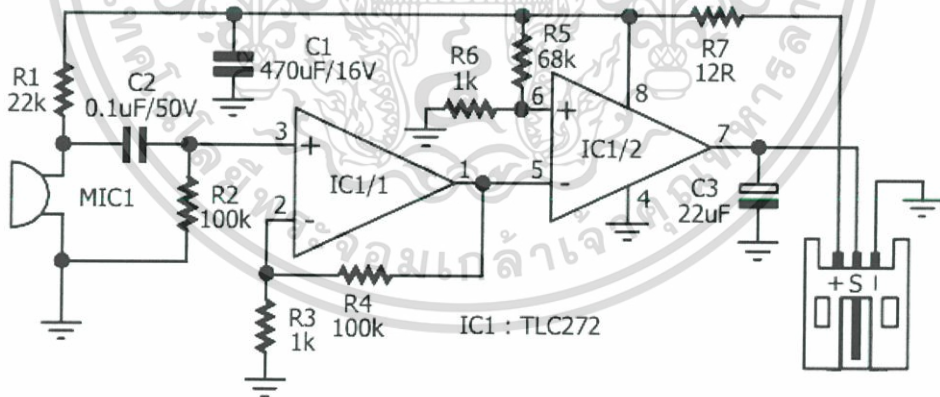 R1
22k
C2
0.1uF/50V
C1
470uF/16V
R6
1k
R5
68k
R7
12R
MIC1
R2
100k
3
+
2
-
IC1/1
1
6
+
5
-
IC1/2
8
4
7
C3
22uF
R3
1k
R4
100k
IC1 : TLC272
+ S -